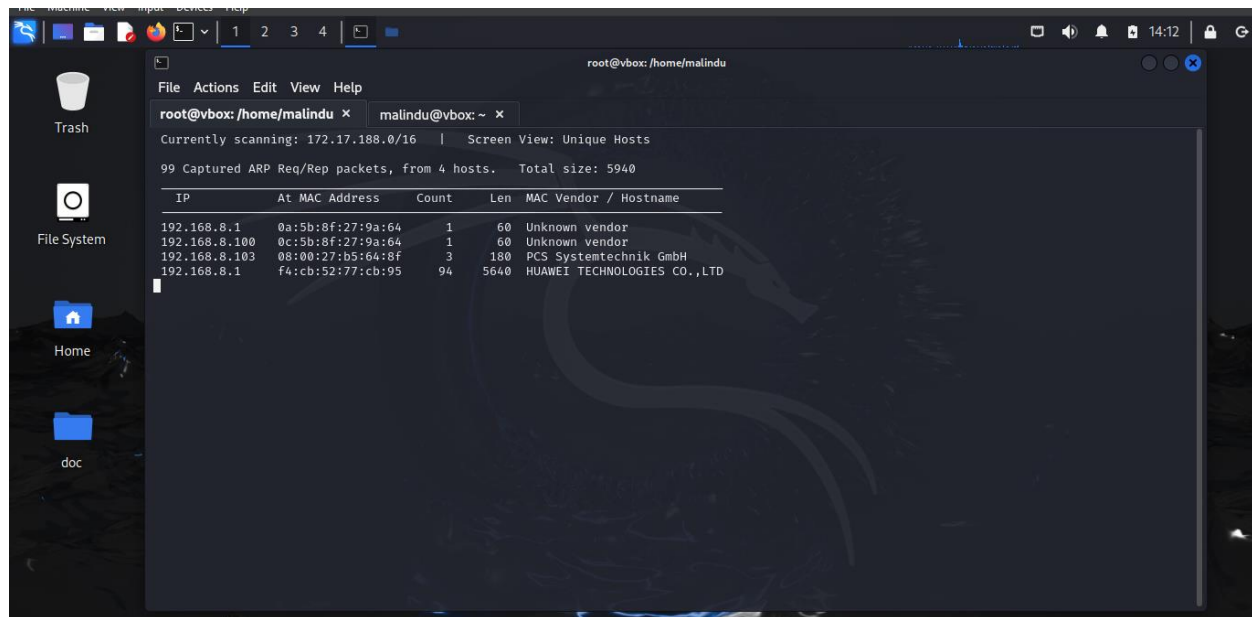 File Machine View Input Devices Help
1 2 3 4
14:12
root@vbox: /home/malindu
File Actions Edit View Help
root@vbox: /home/malindu × malindu@vbox: ~ ×
Currently scanning: 172.17.188.0/16 | Screen View: Unique Hosts
99 Captured ARP Req/Rep packets, from 4 hosts. Total size: 5940
IP At MAC Address Count Len MAC Vendor / Hostname
192.168.8.1 0a:5b:8f:27:9a:64 1 60 Unknown vendor
192.168.8.100 0c:5b:8f:27:9a:64 1 60 Unknown vendor
192.168.8.103 08:00:27:b5:64:8f 3 180 PCS Systemtechnik GmbH
192.168.8.1 f4:cb:52:77:cb:95 94 5640 HUAWEI TECHNOLOGIES CO.,LTD
Trash
File System
Home
doc